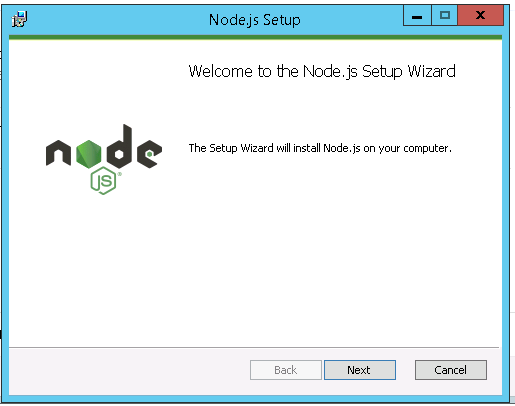 Node.js Setup
Welcome to the Node.js Setup Wizard
node
JS
The Setup Wizard will install Node.js on your computer.
Back
Next
Cancel